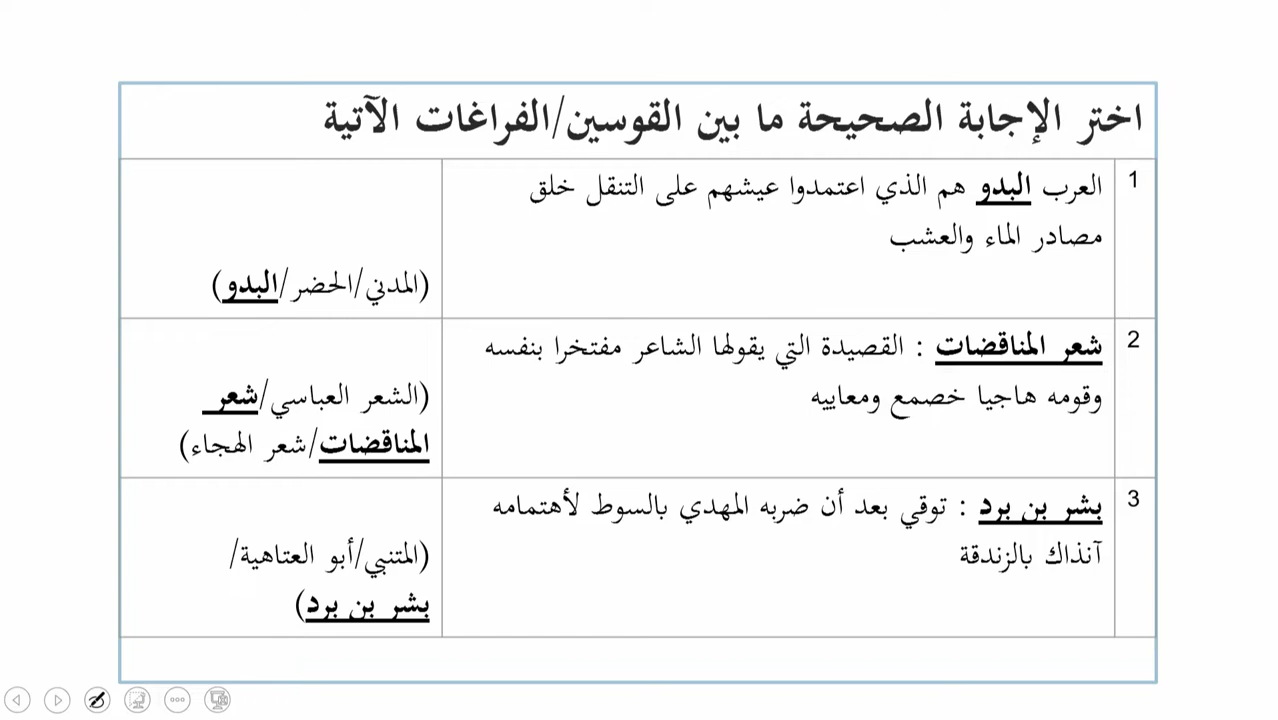 اختر الإجابة الصحيحة ما بين القوسين/الفراغات الآتية
1
العرب البدو هم الذي اعتمدوا عيشهم على التنقل خلق
مصادر الماء والعشب
(المدني/الحضر/البدو)
2
شعر المناقضات : القصيدة التي يقولها الشاعر مفتخرا بنفسه
وقومه هاجيا خصمع ومعاييه
(الشعر العباسي/شعر
المناقضات/شعر الهجاء)
3
بشر بن برد : توقي بعد أن ضربه المهدي بالسوط لأهتمامه
آنذاك بالزندقة
(المتنبي/أبو العتاهية/
بشر بن برد)